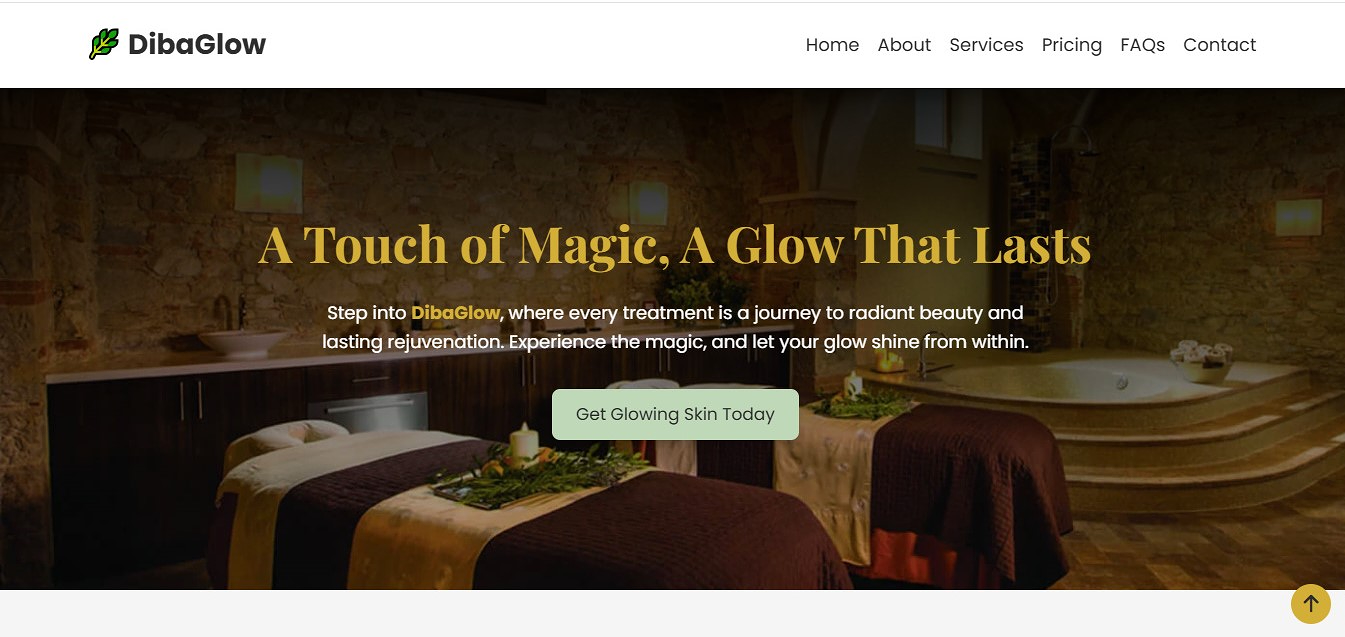 DibaGlow
Home About Services Pricing FAQs Contact
A Touch of Magic, A Glow That Lasts
Step into DibaGlow, where every treatment is a journey to radiant beauty and
lasting rejuvenation. Experience the magic, and let your glow shine from within.
Get Glowing Skin Today